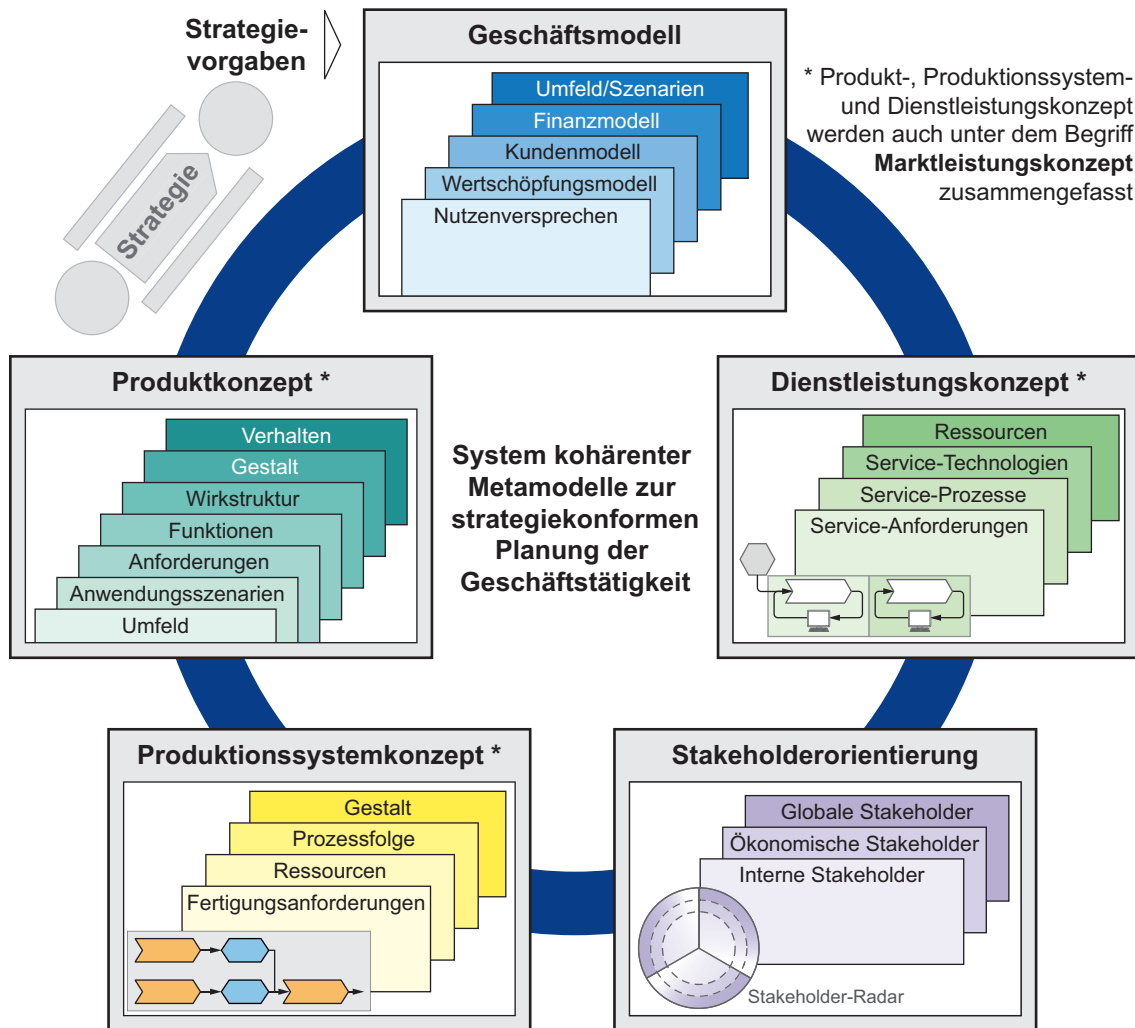 Strategie-
vorgaben
Strategie
Geschäftsmodell
Umfeld/Szenarien
Finanzmodell
Kundenmodell
Wertschöpfungsmodell
Nutzenversprechen
* Produkt-, Produktionssystem-
und Dienstleistungskonzept
werden auch unter dem Begriff
Marktleistungskonzept
zusammengefasst
Produktkonzept *
Verhalten
Gestalt
Wirkstruktur
Funktionen
Anforderungen
Anwendungsszenarien
Umfeld
System kohärenter
Metamodelle zur
strategiekonformen
Planung der
Geschäftstätigkeit
Dienstleistungskonzept *
Ressourcen
Service-Technologien
Service-Prozesse
Service-Anforderungen
Produktionssystemkonzept *
Gestalt
Prozessfolge
Ressourcen
Fertigungsanforderungen
Stakeholderorientierung
Globale Stakeholder
Ökonomische Stakeholder
Interne Stakeholder
Stakeholder-Radar